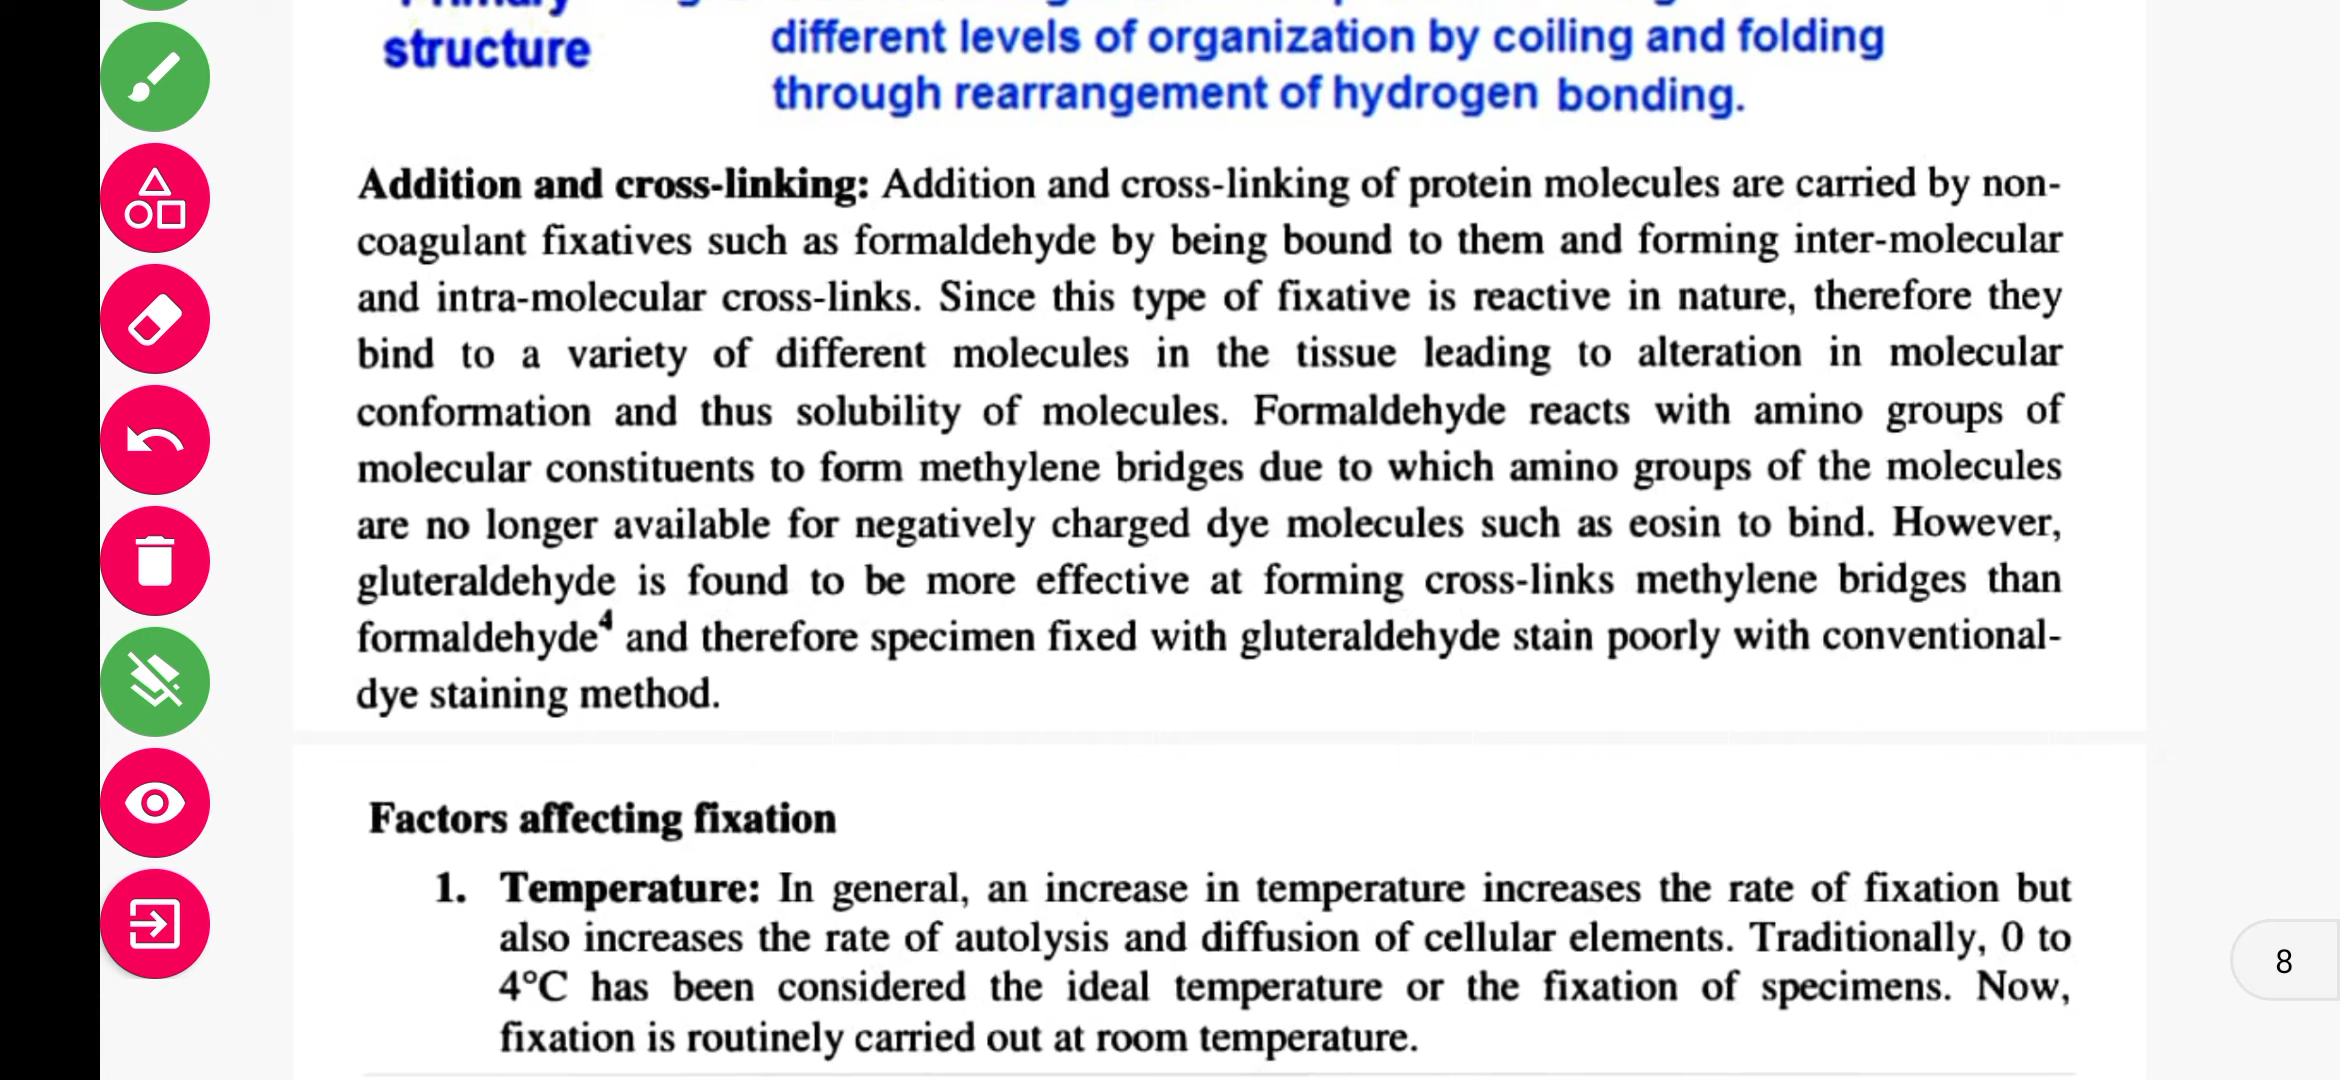 structure
different levels of organization by coiling and folding
through rearrangement of hydrogen bonding.
Addition and cross-linking: Addition and cross-linking of protein molecules are carried by non-
coagulant fixatives such as formaldehyde by being bound to them and forming inter-molecular
and intra-molecular cross-links. Since this type of fixative is reactive in nature, therefore they
bind to a variety of different molecules in the tissue leading to alteration in molecular
conformation and thus solubility of molecules. Formaldehyde reacts with amino groups of
molecular constituents to form methylene bridges due to which amino groups of the molecules
are no longer available for negatively charged dye molecules such as eosin to bind. However,
gluteraldehyde is found to be more effective at forming cross-links methylene bridges than
formaldehyde⁴ and therefore specimen fixed with gluteraldehyde stain poorly with conventional-
dye staining method.
Factors affecting fixation
1. Temperature: In general, an increase in temperature increases the rate of fixation but
also increases the rate of autolysis and diffusion of cellular elements. Traditionally, 0 to
4°C has been considered the ideal temperature or the fixation of specimens. Now,
fixation is routinely carried out at room temperature.
8